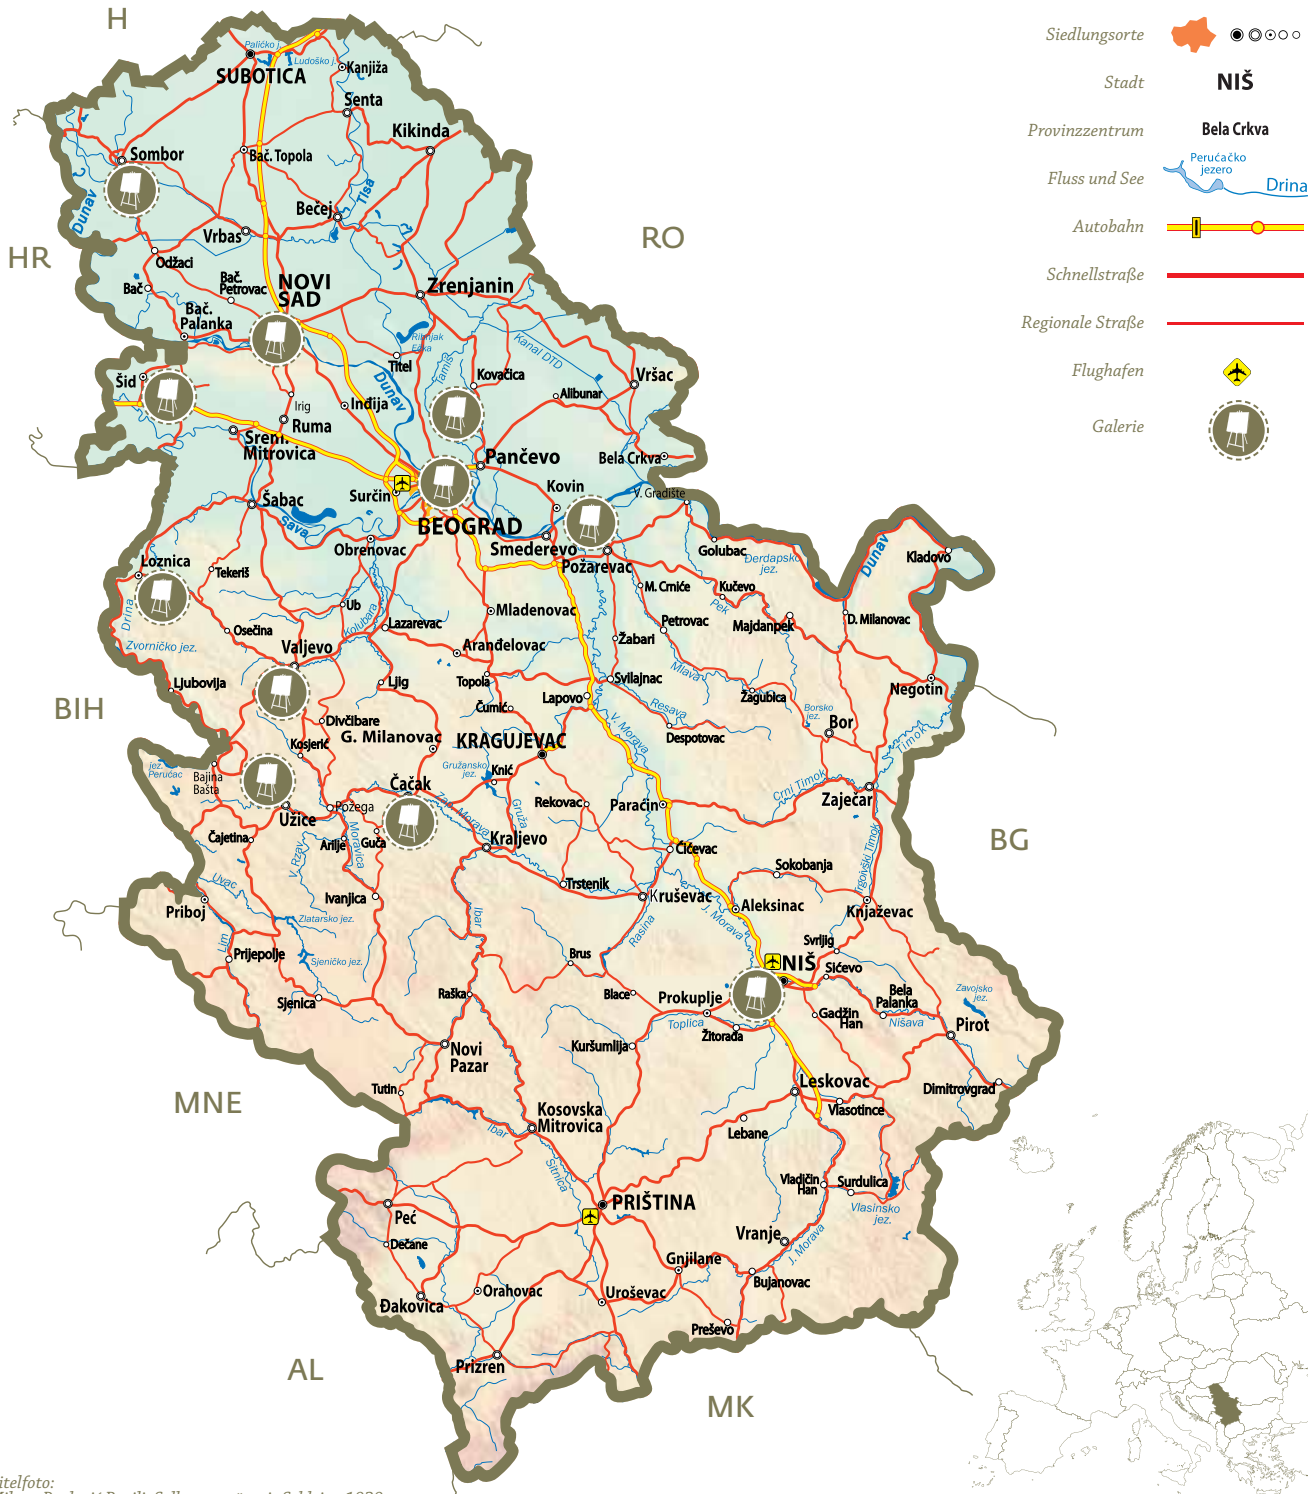 H
Paličko j.
Ludoško j.
SUBOTICA
Kanjiža
Senta
Kikinda
Sombor
Bač. Topola
Tisa
Dunav
Bečej
Vrbas
HR
RO
Odžaci
Bač
Bač.
Petrovac
NOVI
SAD
Zrenjanin
Bač.
Palanka
Ribnjak
Ečka
Titel
Tamiš
Kanal DTD
Vršac
Šid
Dunav
Kovačica
Alibunar
Irig
Inđija
Ruma
Srem.
Mitrovica
Pančevo
Bela Crkva
Surčin
Kovin
V. Gradište
Šabac
Sava
BEOGRAD
Obrenovac
Smederevo
Požarevac
Golubac
Đerdapsko
jez.
Dunav
Kladovo
Loznica
Tekeriš
M. Crniće
Kučevo
Pek
Drina
Ub
Kolubara
Lazarevac
Mladenovac
Petrovac
Majdanpek
D. Milanovac
Osečina
Zvorničko jez.
Valjevo
Aranđelovac
Žabari
Mlava
Ljubovija
Ljig
Topola
Svilajnac
Negotin
BIH
Čumić
Lapovo
Žagubica
Resava
Borsko
jez.
Divčibare
G. Milanovac
V. Morava
Bor
Timok
Kosjerić
KRAGUJEVAC
Despotovac
jez.
Perućac
Bajina
Bašta
Gružansko
jez.
Knić
Čačak
Crni Timok
Zaječar
Požega
Zap. Morava
Gruža
Rekovac
Paraćin
Užice
Čajetina
Arilje
Moravica
Guča
Kraljevo
Ćićevac
BG
V. Rzav
Trgoviški Timok
Sokobanja
Uvac
Ivanjica
Trstenik
Kruševac
Aleksinac
Knjaževac
Priboj
Zlatarsko jez.
Ibar
J. Morava
Lim
Rasina
Svrljig
Prijepolje
Sjeničko jez.
Brus
NIŠ
Sićevo
Sjenica
Raška
Blace
Prokuplje
Bela
Palanka
Zavojsko
jez.
Toplica
Žitorađa
Gadžin
Han
Nišava
Pirot
Novi
Pazar
Kuršumlija
Tutin
Leskovac
Dimitrovgrad
MNE
Vlasotince
Kosovska
Mitrovica
Ibar
Lebane
Sitnica
Vladičin
Han
Surdulica
PRIŠTINA
Peć
Vlasinsko
jez.
Dečane
Vranje
J. Morava
Gnjilane
Orahovac
Uroševac
Bujanovac
Đakovica
Preševo
Prizren
AL
MK
Siedlungsorte
Stadt
NIŠ
Provinzzentrum
Bela Crkva
Fluss und See
Perućačko
jezero
Drina
Autobahn
Schnellstraße
Regionale Straße
Flughafen
Galerie
itelfoto: